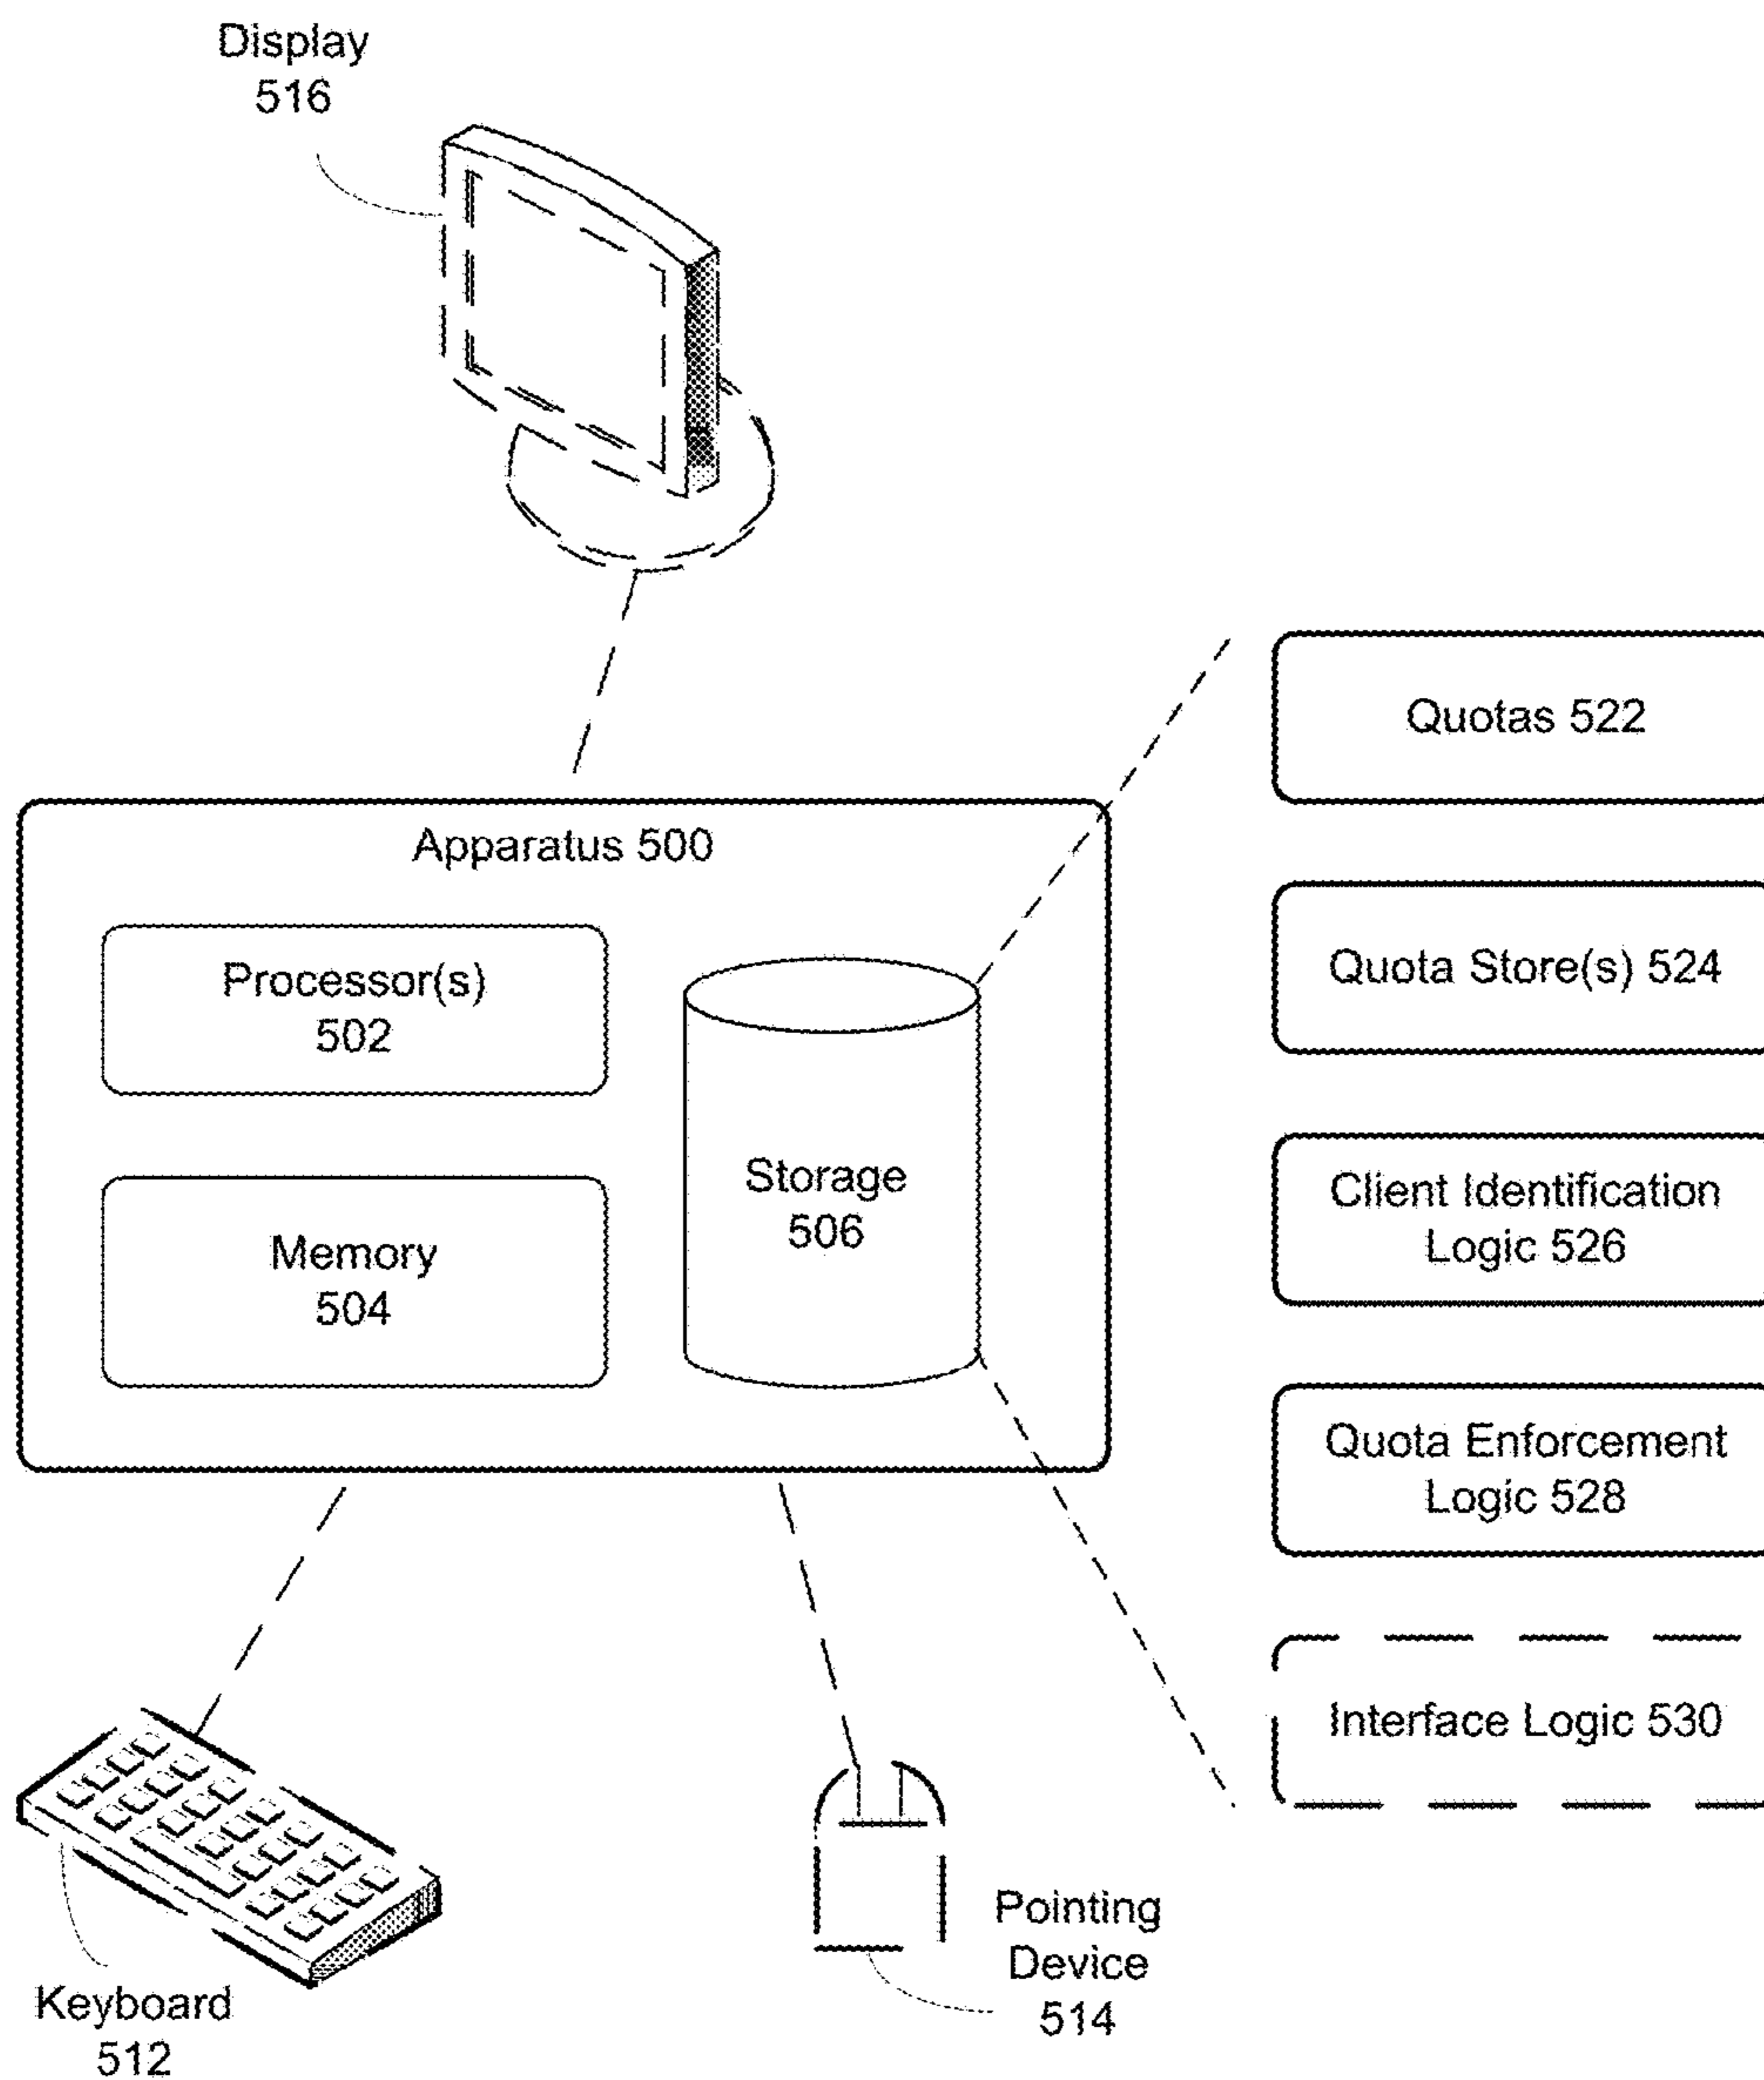 Display
516
Quotas 522
Apparatus 500
Processor(s)
502
Quota Store(s) 524
Storage
506
Memory
504
Client Identification
Logic 526
Quota Enforcement
Logic 528
Interface Logic 530
Pointing
Device
514
Keyboard
512